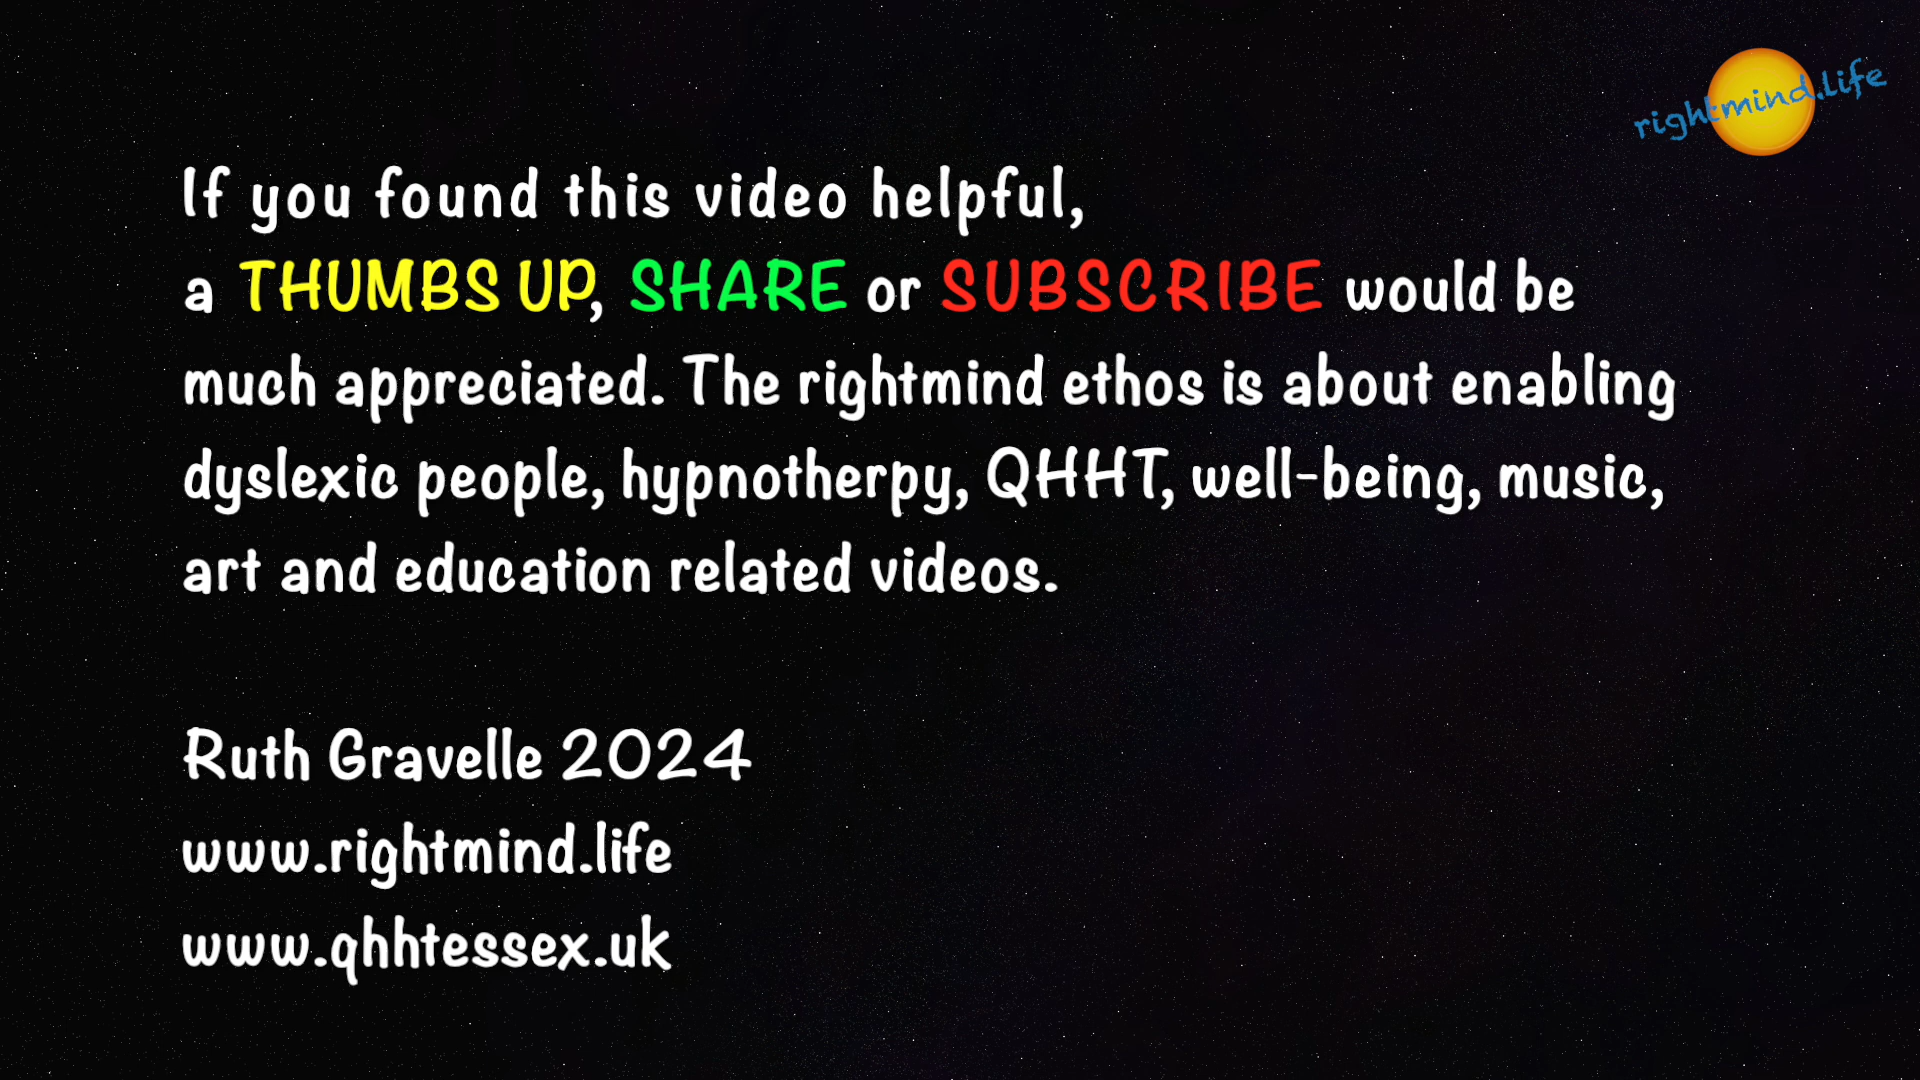 rightmind.life
If you found this video helpful,
a THUMBS UP, SHARE or SUBSCRIBE would be
much appreciated. The rightmind ethos is about enabling
dyslexic people, hypnotherpy, QHHT, well-being, music,
art and education related videos.
Ruth Gravelle 2024
www.rightmind.life
www.qhhtessex.uk